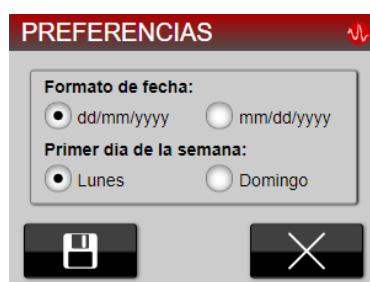 PREFERENCIAS
Formato de fecha:
dd/mm/yyyy mm/dd/yyyy
Primer dia de la semana:
Lunes Domingo